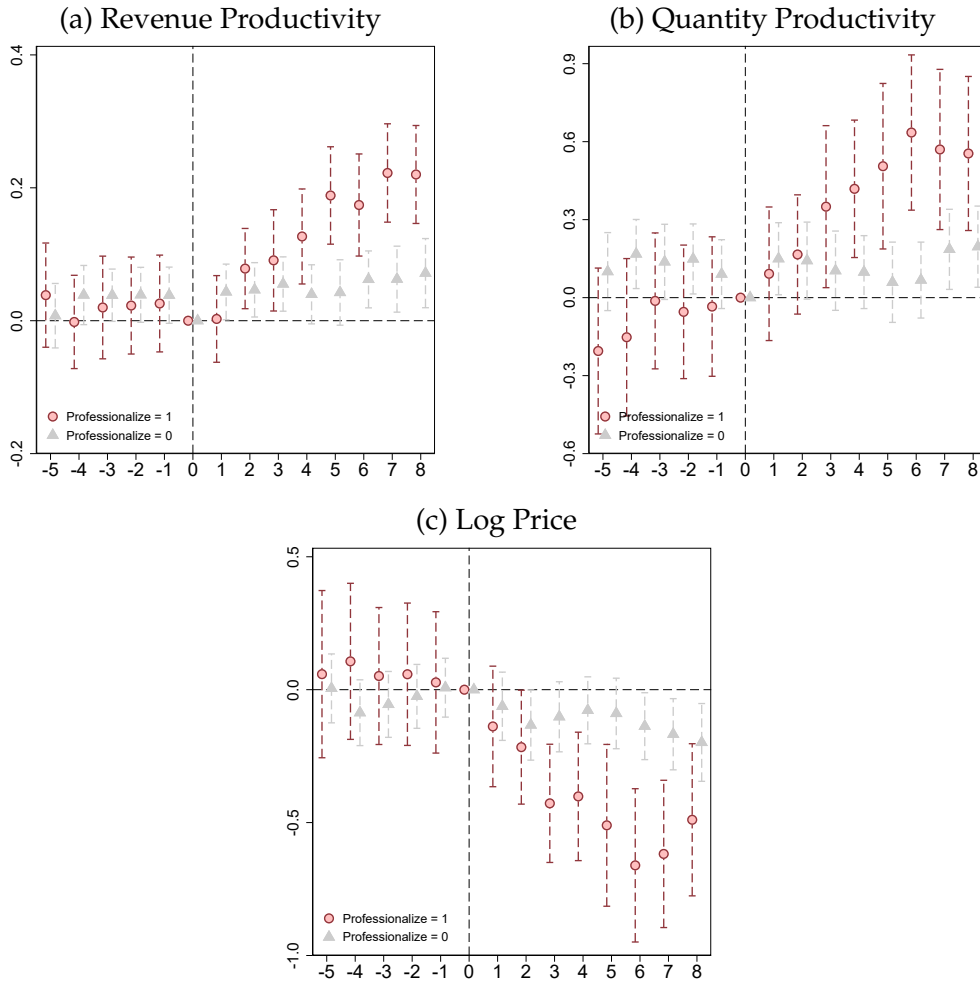 (a) Revenue Productivity
0.4
0.2
0.0
-0.2
Professionalize = 1
Professionalize = 0
-5 -4 -3 -2 -1 0 1 2 3 4 5 6 7 8
(b) Quantity Productivity
0.9
0.6
0.3
0.0
-0.3
-0.6
Professionalize = 1
Professionalize = 0
-5 -4 -3 -2 -1 0 1 2 3 4 5 6 7 8
(c) Log Price
0.5
0.0
-0.5
-1.0
Professionalize = 1
Professionalize = 0
-5 -4 -3 -2 -1 0 1 2 3 4 5 6 7 8